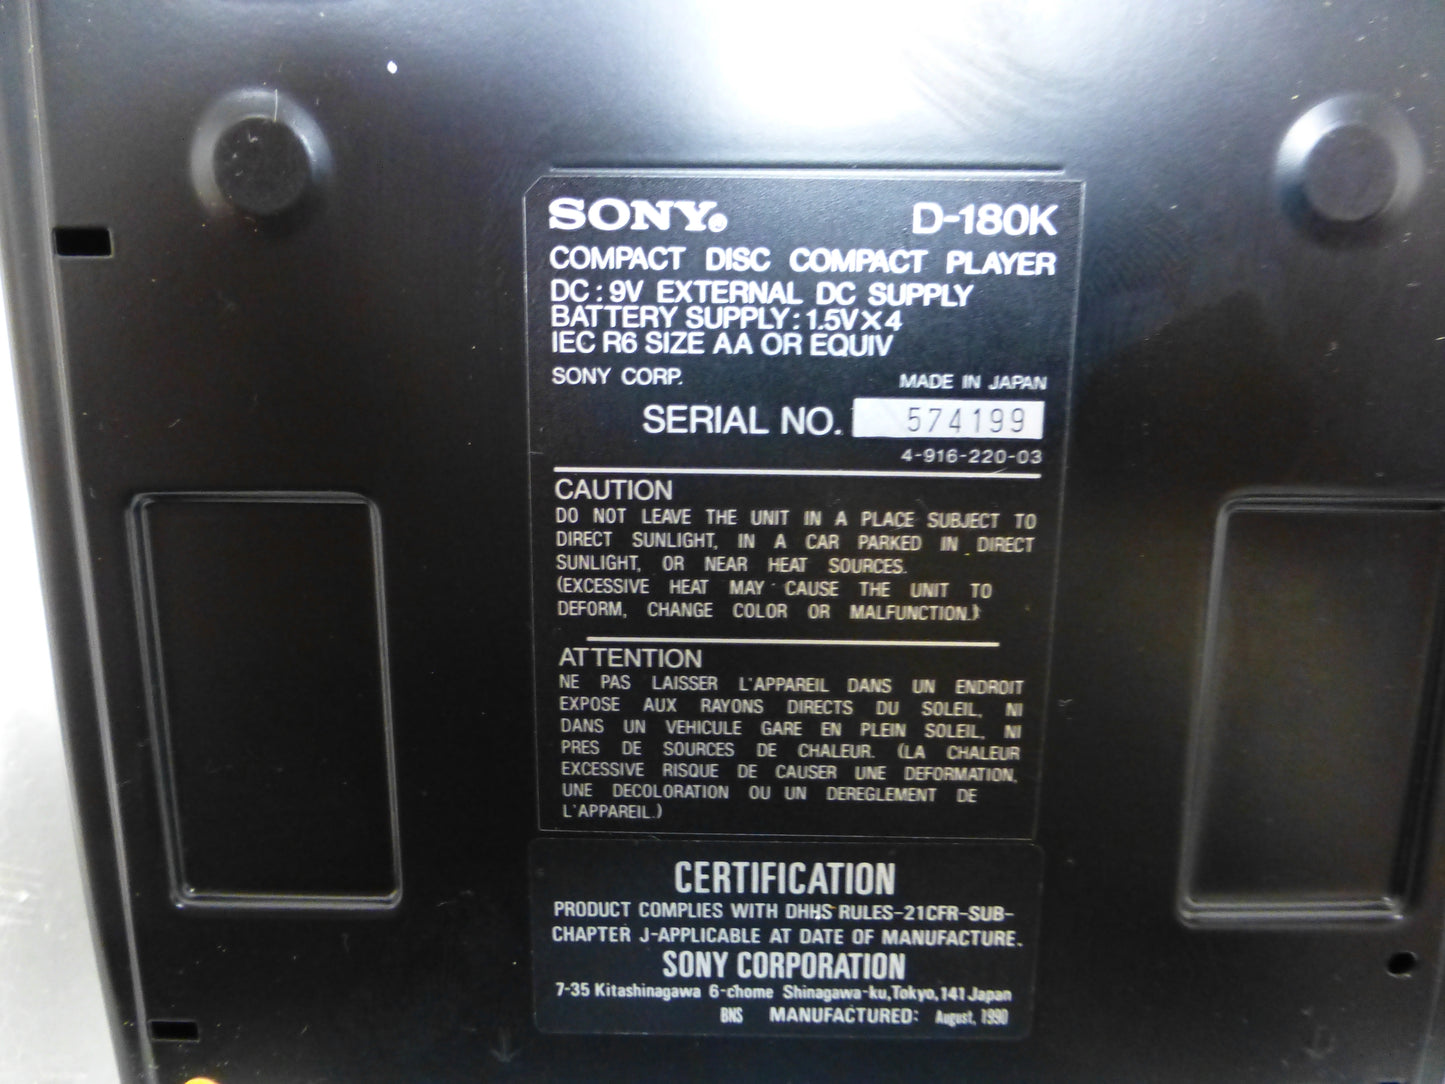 SONY® D-180K
COMPACT DISC COMPACT PLAYER
DC : 9V EXTERNAL DC SUPPLY
BATTERY SUPPLY : 1.5V×4
IEC R6 SIZE AA OR EQUIV
SONY CORP. MADE IN JAPAN
SERIAL NO. 574199
4-916-220-03
CAUTION
DO NOT LEAVE THE UNIT IN A PLACE SUBJECT TO
DIRECT SUNLIGHT, IN A CAR PARKED IN DIRECT
SUNLIGHT, OR NEAR HEAT SOURCES.
(EXCESSIVE HEAT MAY CAUSE THE UNIT TO
DEFORM, CHANGE COLOR OR MALFUNCTION.)
ATTENTION
NE PAS LAISSER L'APPAREIL DANS UN ENDROIT
EXPOSE AUX RAYONS DIRECTS DU SOLEIL, NI
DANS UN VEHICULE GARE EN PLEIN SOLEIL, NI
PRES DE SOURCES DE CHALEUR. (LA CHALEUR
EXCESSIVE RISQUE DE CAUSER UNE DEFORMATION,
UNE DECOLORATION OU UN DEREGLEMENT DE
L'APPAREIL.)
CERTIFICATION
PRODUCT COMPLIES WITH DHHS RULES-21CFR-SUB-
CHAPTER J-APPLICABLE AT DATE OF MANUFACTURE.
SONY CORPORATION
7-35 Kitashinagawa 6-chome Shinagawa-ku,Tokyo,141 Japan
BNS MANUFACTURED: August, 1990